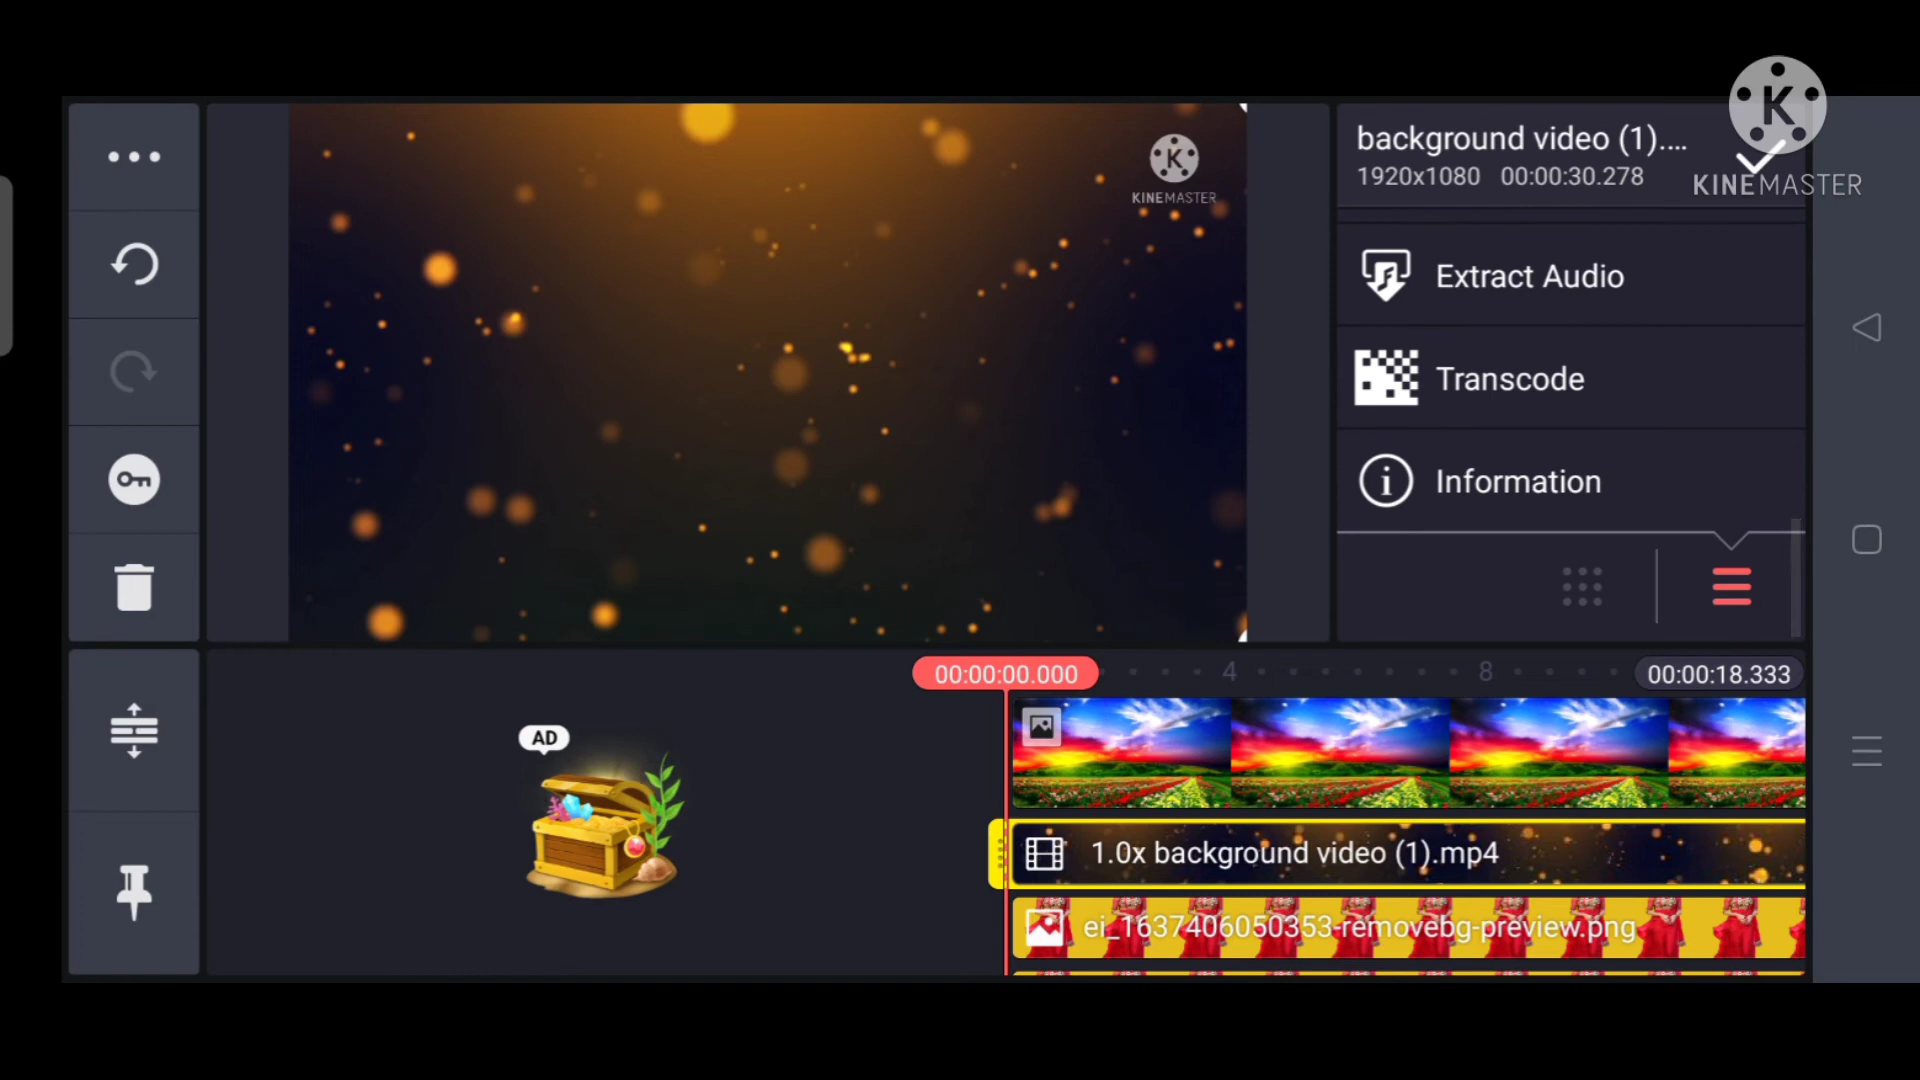 KINEMASTER
background video (1)....
1920x1080 00:00:30.278
KINEMASTER
Extract Audio
Transcode
Information
00:00:00.000
4
8
00:00:18.333
AD
1.0x background video (1).mp4
ei_1637406050353-removebg-preview.png